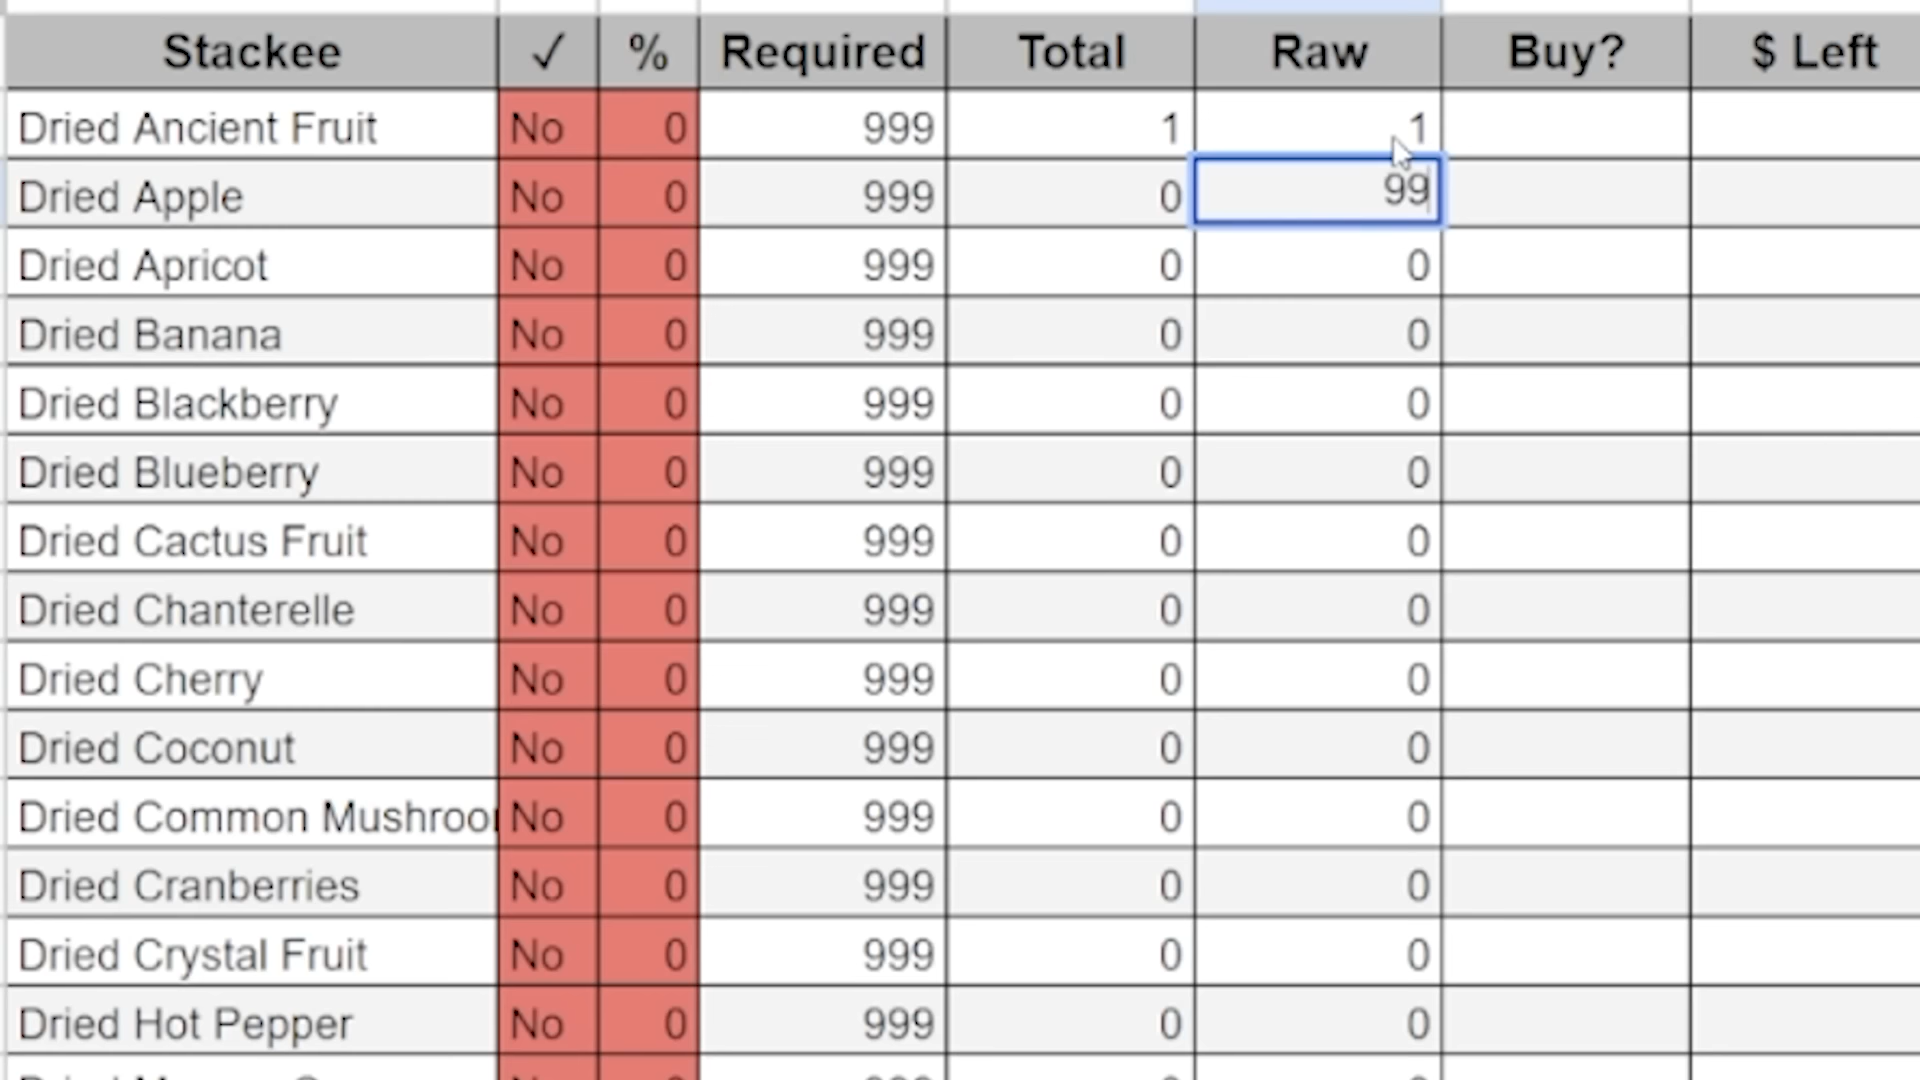 Stackee ✓ % Required Total Raw Buy? $ Left
Dried Ancient Fruit No 0 999 1 1
Dried Apple No 0 999 0 99
Dried Apricot No 0 999 0 0
Dried Banana No 0 999 0 0
Dried Blackberry No 0 999 0 0
Dried Blueberry No 0 999 0 0
Dried Cactus Fruit No 0 999 0 0
Dried Chanterelle No 0 999 0 0
Dried Cherry No 0 999 0 0
Dried Coconut No 0 999 0 0
Dried Common Mushroo No 0 999 0 0
Dried Cranberries No 0 999 0 0
Dried Crystal Fruit No 0 999 0 0
Dried Hot Pepper No 0 999 0 0